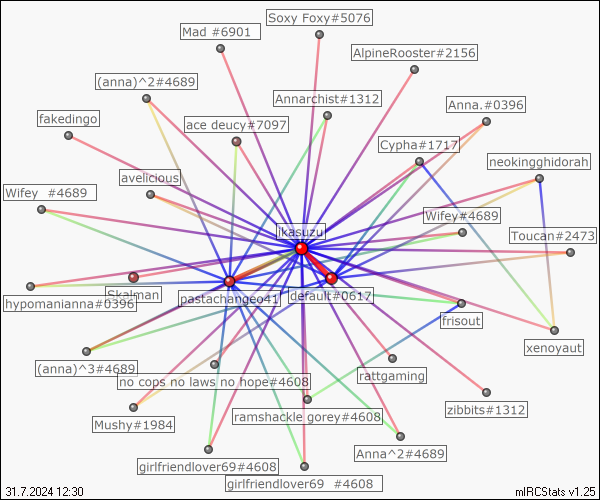 Soxy Foxy#5076
Mad #6901
AlpineRooster#2156
(anna)^2#4689
Annarchist#1312
Anna.#0396
fakedingo
ace deucy#7097
Cypha#1717
neokingghidorah
avelicious
Wifey #4689
Wifey#4689
ikasuzu
Toucan#2473
Skalman
pastachangeo41
default#0617
hypomanianna#0396
frisout
xenoyaut
(anna)^3#4689
no cops no laws no hope#4608
rattgaming
ramshackle gorey#4608
zibbits#1312
Mushy#1984
Anna^2#4689
girlfriendlover69#4608
girlfriendlover69 #4608
31.7.2024 12:30
mIRCStats v1.25